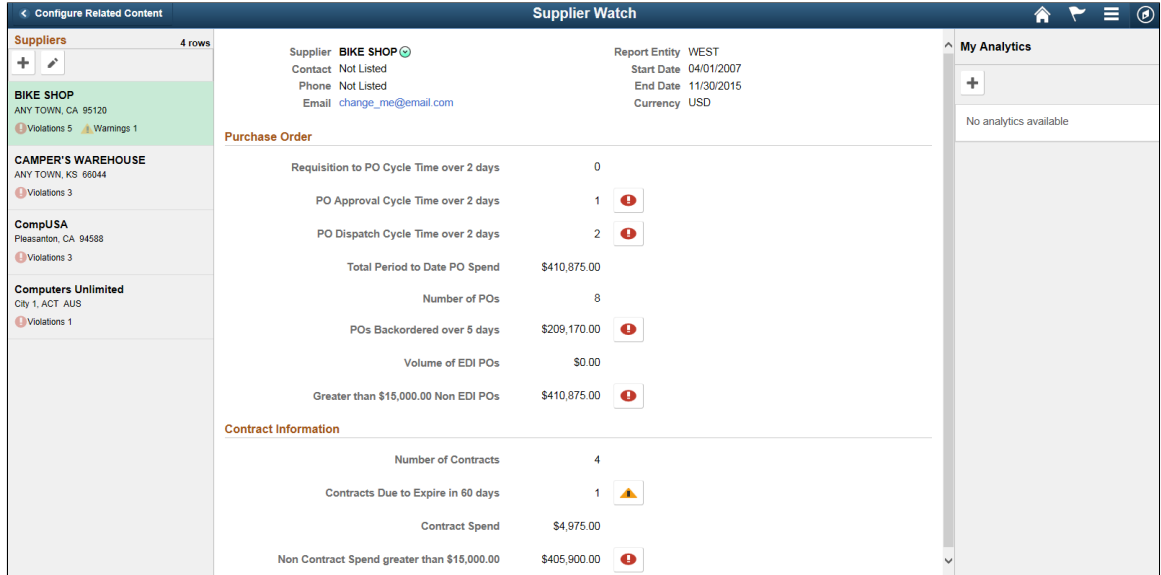 Configure Related Content
Supplier Watch
Suppliers
4 rows
BIKE SHOP
ANY TOWN, CA 95120
Violations 5 Warnings 1
CAMPER'S WAREHOUSE
ANY TOWN, KS 66044
Violations 3
CompUSA
Pleasanton, CA 94588
Violations 3
Computers Unlimited
City 1, ACT AUS
Violations 1
Supplier BIKE SHOP
Contact Not Listed
Phone Not Listed
Email change_me@email.com
Report Entity WEST
Start Date 04/01/2007
End Date 11/30/2015
Currency USD
Purchase Order
Requisition to PO Cycle Time over 2 days 0
PO Approval Cycle Time over 2 days 1
PO Dispatch Cycle Time over 2 days 2
Total Period to Date PO Spend $410,875.00
Number of POs 8
POs Backordered over 5 days $209,170.00
Volume of EDI POs $0.00
Greater than $15,000.00 Non EDI POs $410,875.00
Contract Information
Number of Contracts 4
Contracts Due to Expire in 60 days 1
Contract Spend $4,975.00
Non Contract Spend greater than $15,000.00 $405,900.00
My Analytics
No analytics available